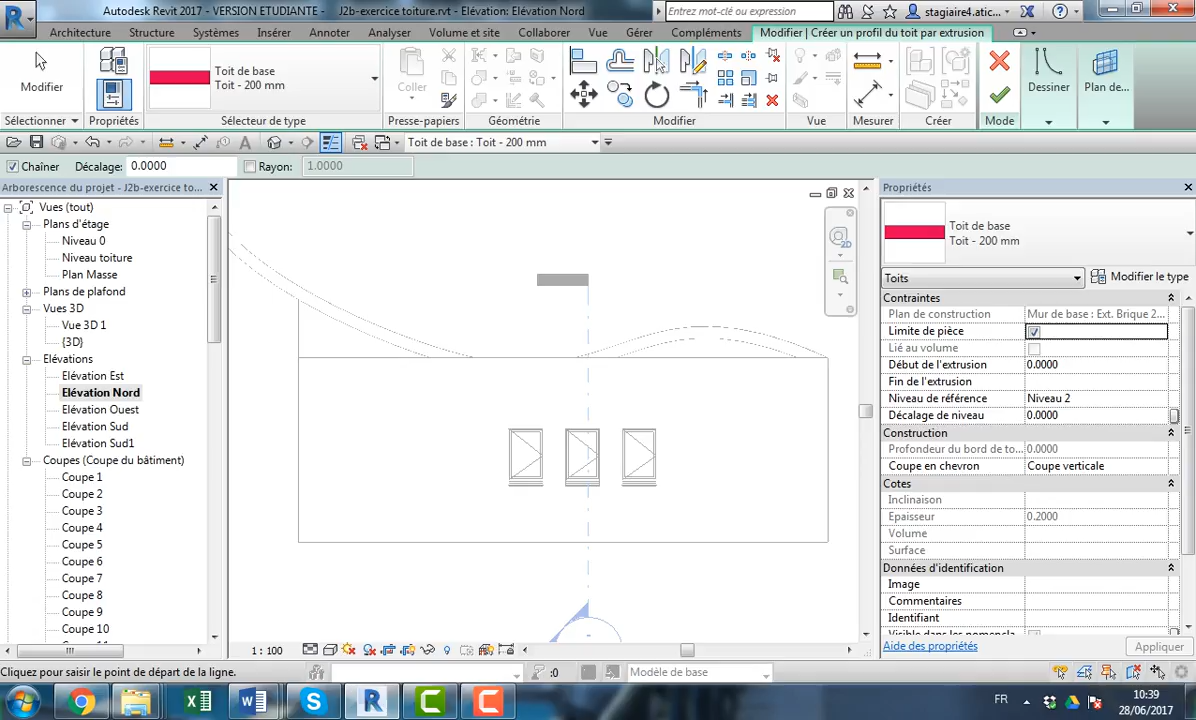 Autodesk Revit 2017 - VERSION ETUDIANTE - J2b-exercice toiture.rvt - Elévation: Elévation Nord
Entrez mot-clé ou expression
stagiaire4.atic...
Architecture Structure Systèmes Insérer Annoter Analyser Volume et site Collaborer Vue Gérer Compléments Modifier | Créer un profil du toit par extrusion
Modifier
Toit de base
Toit - 200 mm
Coller
Dessiner
Plan de...
Sélectionner Propriétés Sélecteur de type Presse-papiers Géométrie Modifier Vue Mesurer Créer Mode
Toit de base : Toit - 200 mm
Chaîner Décalage: 0.0000 Rayon: 1.0000
Arborescence du projet - J2b-exercice to...
Vues (tout)
Plans d'étage
Niveau 0
Niveau toiture
Plan Masse
Plans de plafond
Vues 3D
Vue 3D 1
{3D}
Elévations
Elévation Est
Elévation Nord
Elévation Ouest
Elévation Sud
Elévation Sud1
Coupes (Coupe du bâtiment)
Coupe 1
Coupe 2
Coupe 3
Coupe 4
Coupe 5
Coupe 6
Coupe 7
Coupe 8
Coupe 9
Coupe 10
2D
1 : 100
Propriétés
Toit de base
Toit - 200 mm
Toits
Modifier le type
Contraintes
Plan de construction Mur de base : Ext. Brique 2...
Limite de pièce
Lié au volume
Début de l'extrusion 0.0000
Fin de l'extrusion
Niveau de référence Niveau 2
Décalage de niveau 0.0000
Construction
Profondeur du bord de to... 0.0000
Coupe en chevron Coupe verticale
Cotes
Inclinaison
Epaisseur 0.2000
Volume
Surface
Données d'identification
Image
Commentaires
Identifiant
Aide des propriétés
Appliquer
Cliquez pour saisir le point de départ de la ligne.
:0
Modèle de base
FR
10:39
28/06/2017